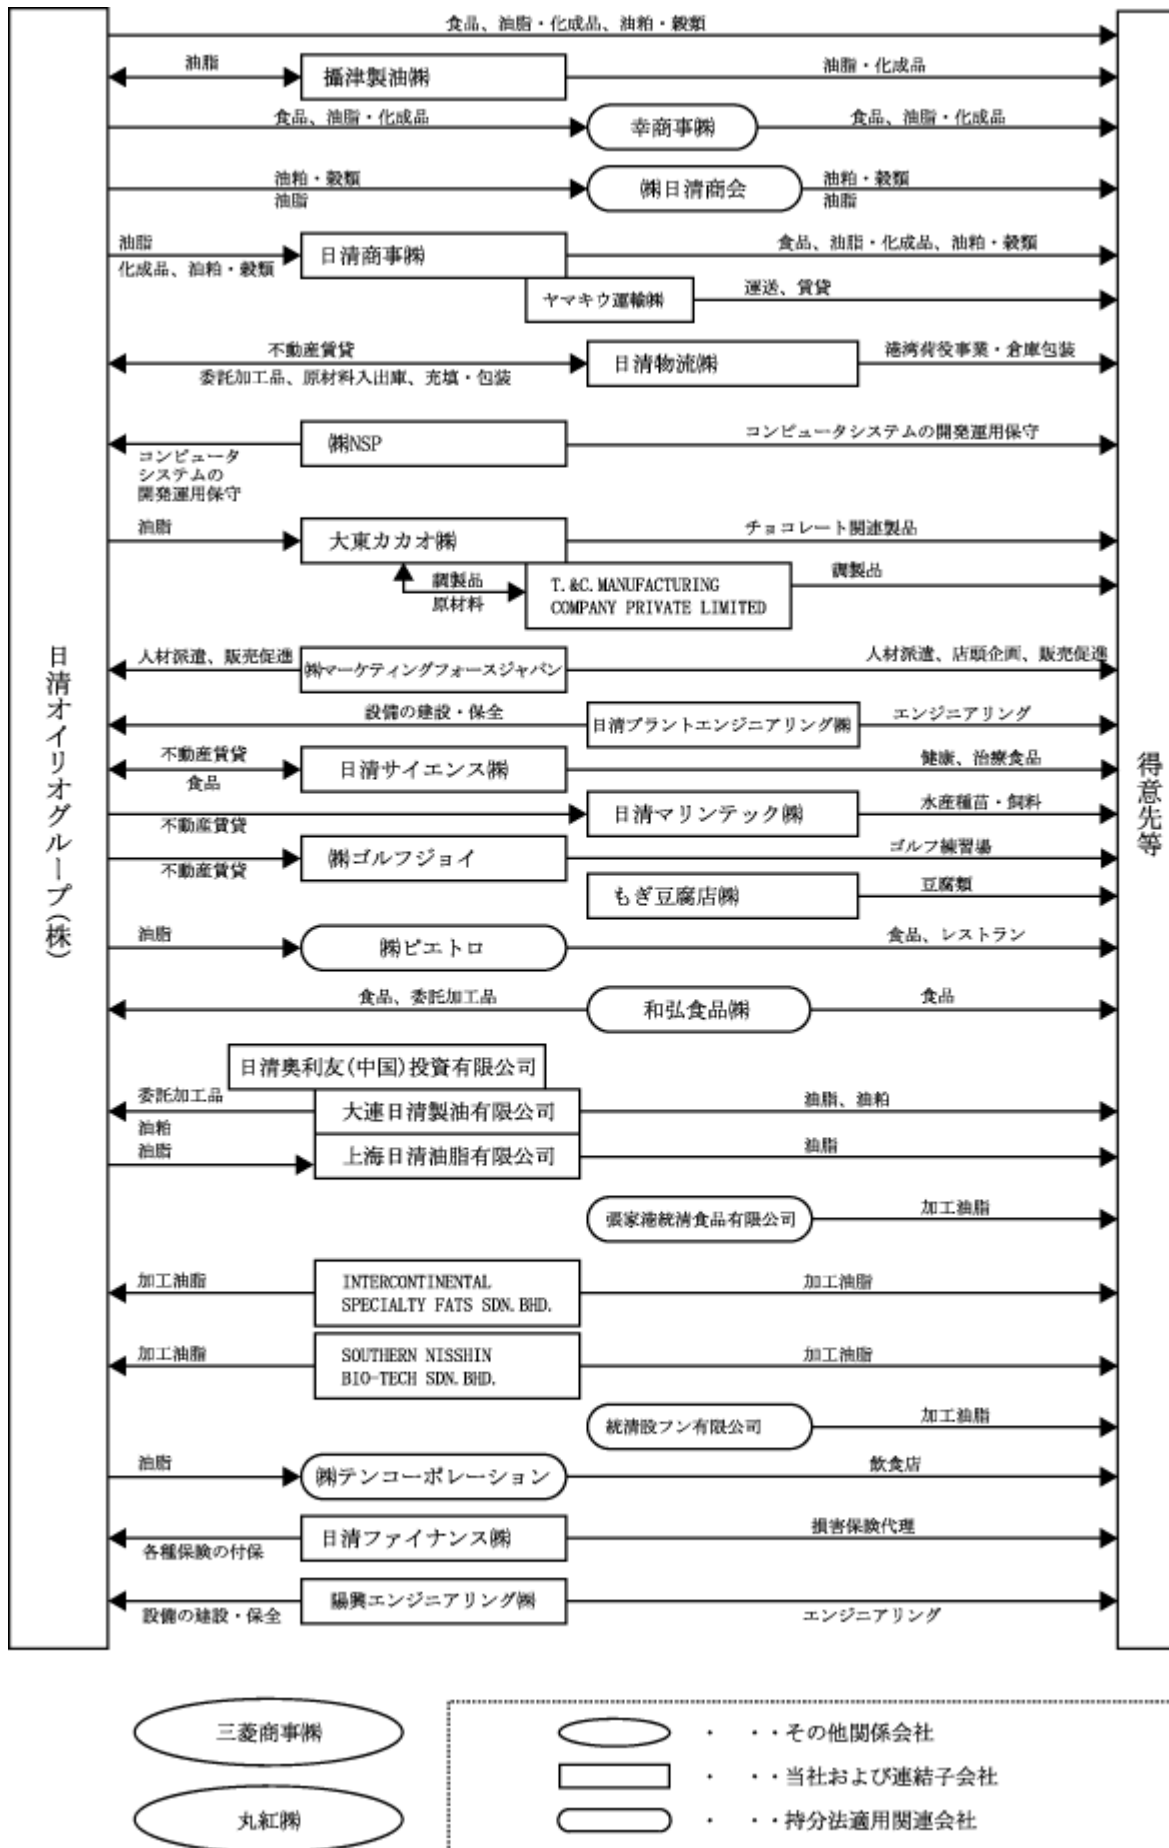 食品、油脂・化成品、油粕・穀類
油脂
攝津製油㈱
油脂・化成品
食品、油脂・化成品
幸商事㈱
食品、油脂・化成品
油粕・穀類
油脂
㈱日清商会
油粕・穀類
油脂
油脂
化成品、油粕・穀類
日清商事㈱
食品、油脂・化成品、油粕・穀類
ヤマキウ運輸㈱
運送、賃貸
不動産賃貸
委託加工品、原材料入出庫、充填・包装
日清物流㈱
港湾荷役事業・倉庫包装
㈱NSP
コンピュータシステムの開発運用保守
コンピュータ
システムの
開発運用保守
油脂
大東カカオ㈱
チョコレート関連製品
調製品
原材料
T.&C.MANUFACTURING
COMPANY PRIVATE LIMITED
調製品
日清オイリオグループ(株)
得意先等
人材派遣、販売促進
㈱マーケティングフォースジャパン
人材派遣、店頭企画、販売促進
設備の建設・保全
日清プラントエンジニアリング㈱
エンジニアリング
不動産賃貸
食品
日清サイエンス㈱
健康、治療食品
不動産賃貸
日清マリンテック㈱
水産種苗・飼料
不動産賃貸
㈱ゴルフジョイ
ゴルフ練習場
もぎ豆腐店㈱
豆腐類
油脂
㈱ピエトロ
食品、レストラン
食品、委託加工品
和弘食品㈱
食品
日清奥利友(中国)投資有限公司
委託加工品
大連日清製油有限公司
油脂、油粕
油粕
油脂
上海日清油脂有限公司
油脂
張家港統清食品有限公司
加工油脂
加工油脂
INTERCONTINENTAL
SPECIALTY FATS SDN.BHD.
加工油脂
加工油脂
SOUTHERN NISSHIN
BIO-TECH SDN.BHD.
加工油脂
統清股フン有限公司
加工油脂
油脂
㈱テンコーポレーション
飲食店
各種保険の付保
日清ファイナンス㈱
損害保険代理
設備の建設・保全
陽興エンジニアリング㈱
エンジニアリング
三菱商事㈱
丸紅㈱
・ ・・その他関係会社
・ ・・当社および連結子会社
・ ・・持分法適用関連会社